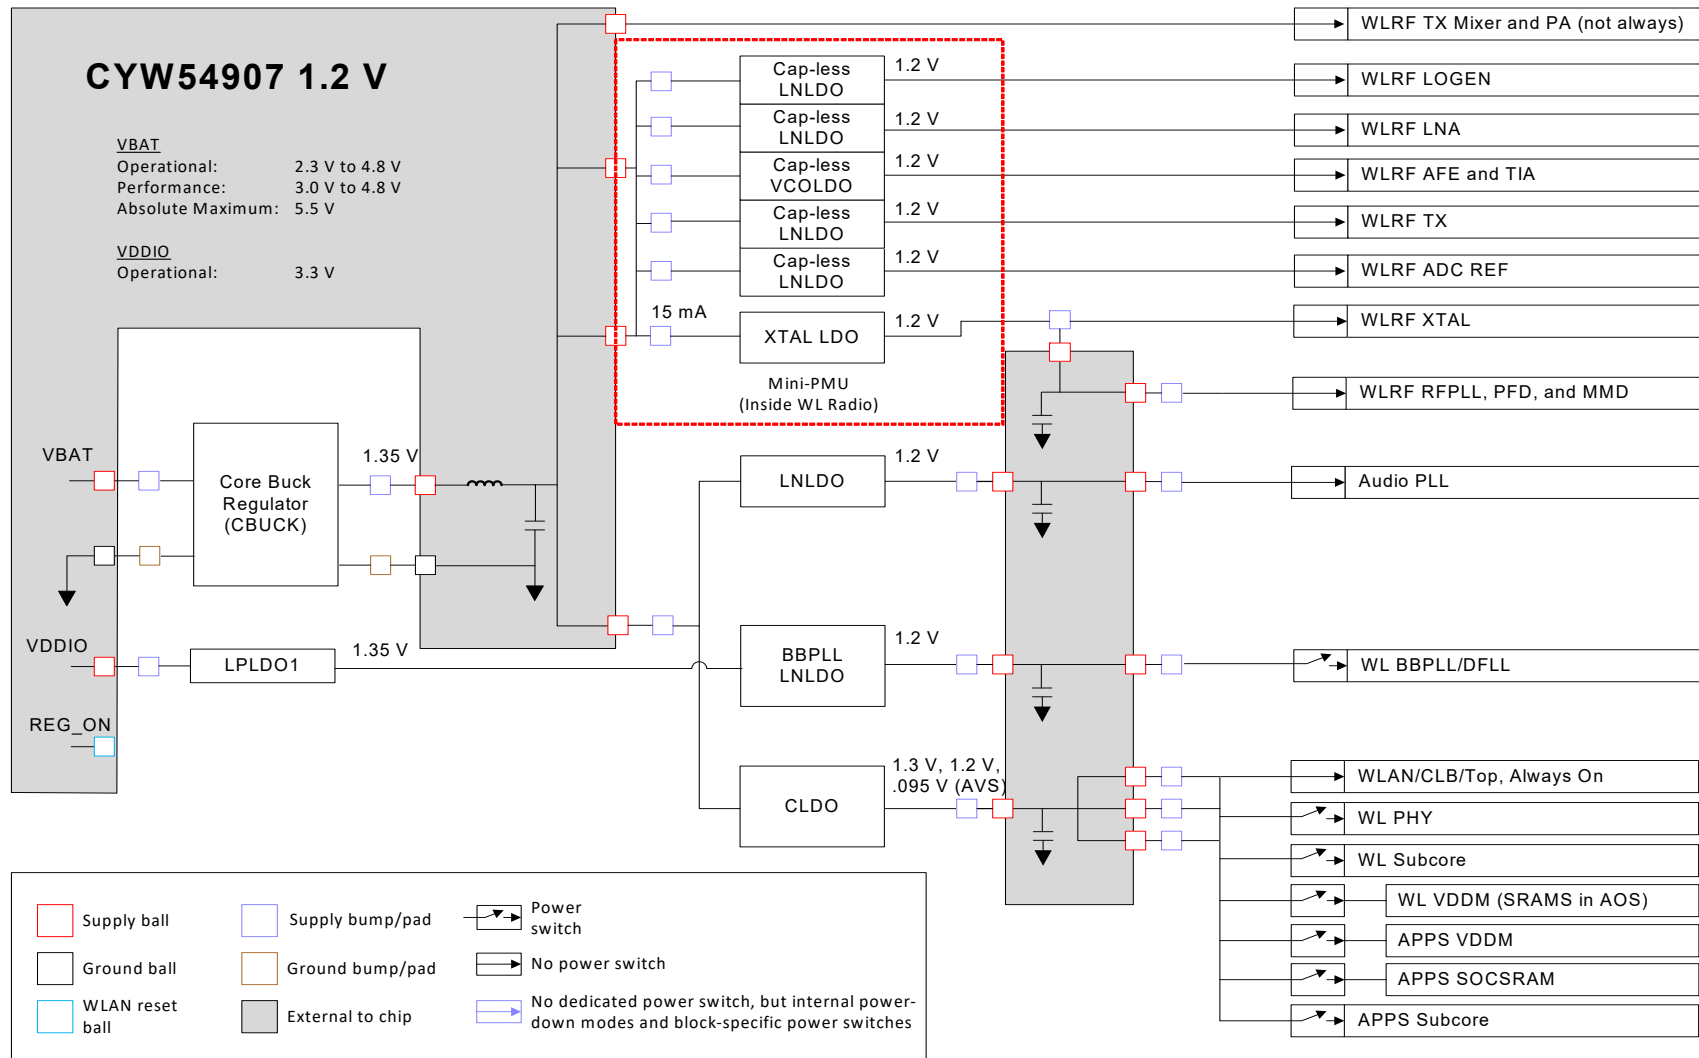 CYW54907 1.2 V
VBAT
Operational: 2.3 V to 4.8 V
Performance: 3.0 V to 4.8 V
Absolute Maximum: 5.5 V
VDDIO
Operational: 3.3 V
Cap-less
LNLDO
1.2 V
Cap-less
LNLDO
1.2 V
Cap-less
VCOLDO
1.2 V
Cap-less
LNLDO
1.2 V
Cap-less
LNLDO
1.2 V
15 mA
XTAL LDO
1.2 V
Mini-PMU
(Inside WL Radio)
WLRF TX Mixer and PA (not always)
WLRF LOGEN
WLRF LNA
WLRF AFE and TIA
WLRF TX
WLRF ADC REF
WLRF XTAL
WLRF RFPLL, PFD, and MMD
VBAT
Core Buck
Regulator
(CBUCK)
1.35 V
LNLDO
1.2 V
Audio PLL
VDDIO
LPLDO1
1.35 V
BBPLL
LNLDO
1.2 V
WL BBPLL/DFLL
REG_ON
CLDO
1.3 V, 1.2 V,
.095 V (AVS)
WLAN/CLB/Top, Always On
WL PHY
WL Subcore
WL VDDM (SRAMS in AOS)
APPS VDDM
APPS SOCSRAM
APPS Subcore
Supply ball
Supply bump/pad
Power
switch
Ground ball
Ground bump/pad
No power switch
WLAN reset
ball
External to chip
No dedicated power switch, but internal power-
down modes and block-specific power switches